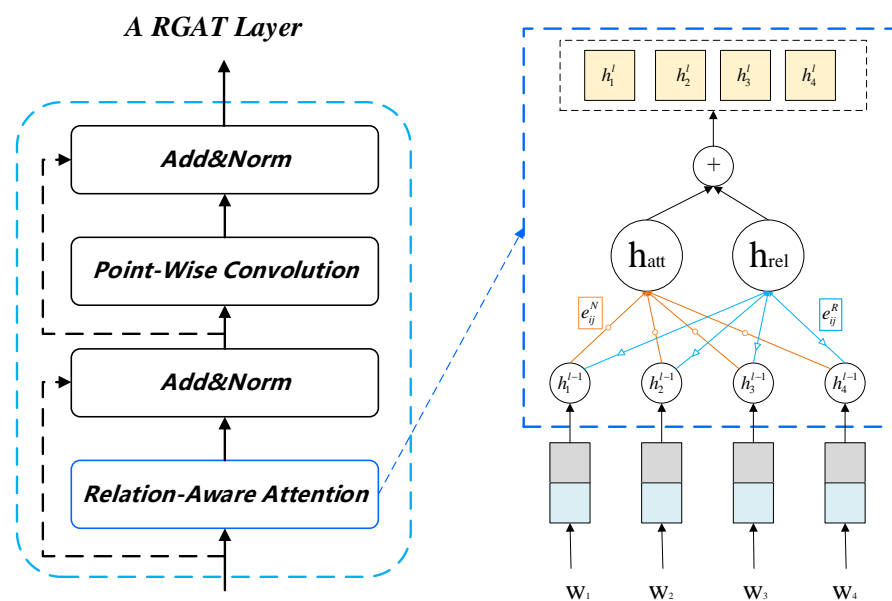 A RGAT Layer
Add&Norm
Point-Wise Convolution
Add&Norm
Relation-Aware Attention
h_1^l h_2^l h_3^l h_4^l
+
h_att h_rel
e_ij^N e_ij^R
h_1^{l-1} h_2^{l-1} h_3^{l-1} h_4^{l-1}
W_1 W_2 W_3 W_4